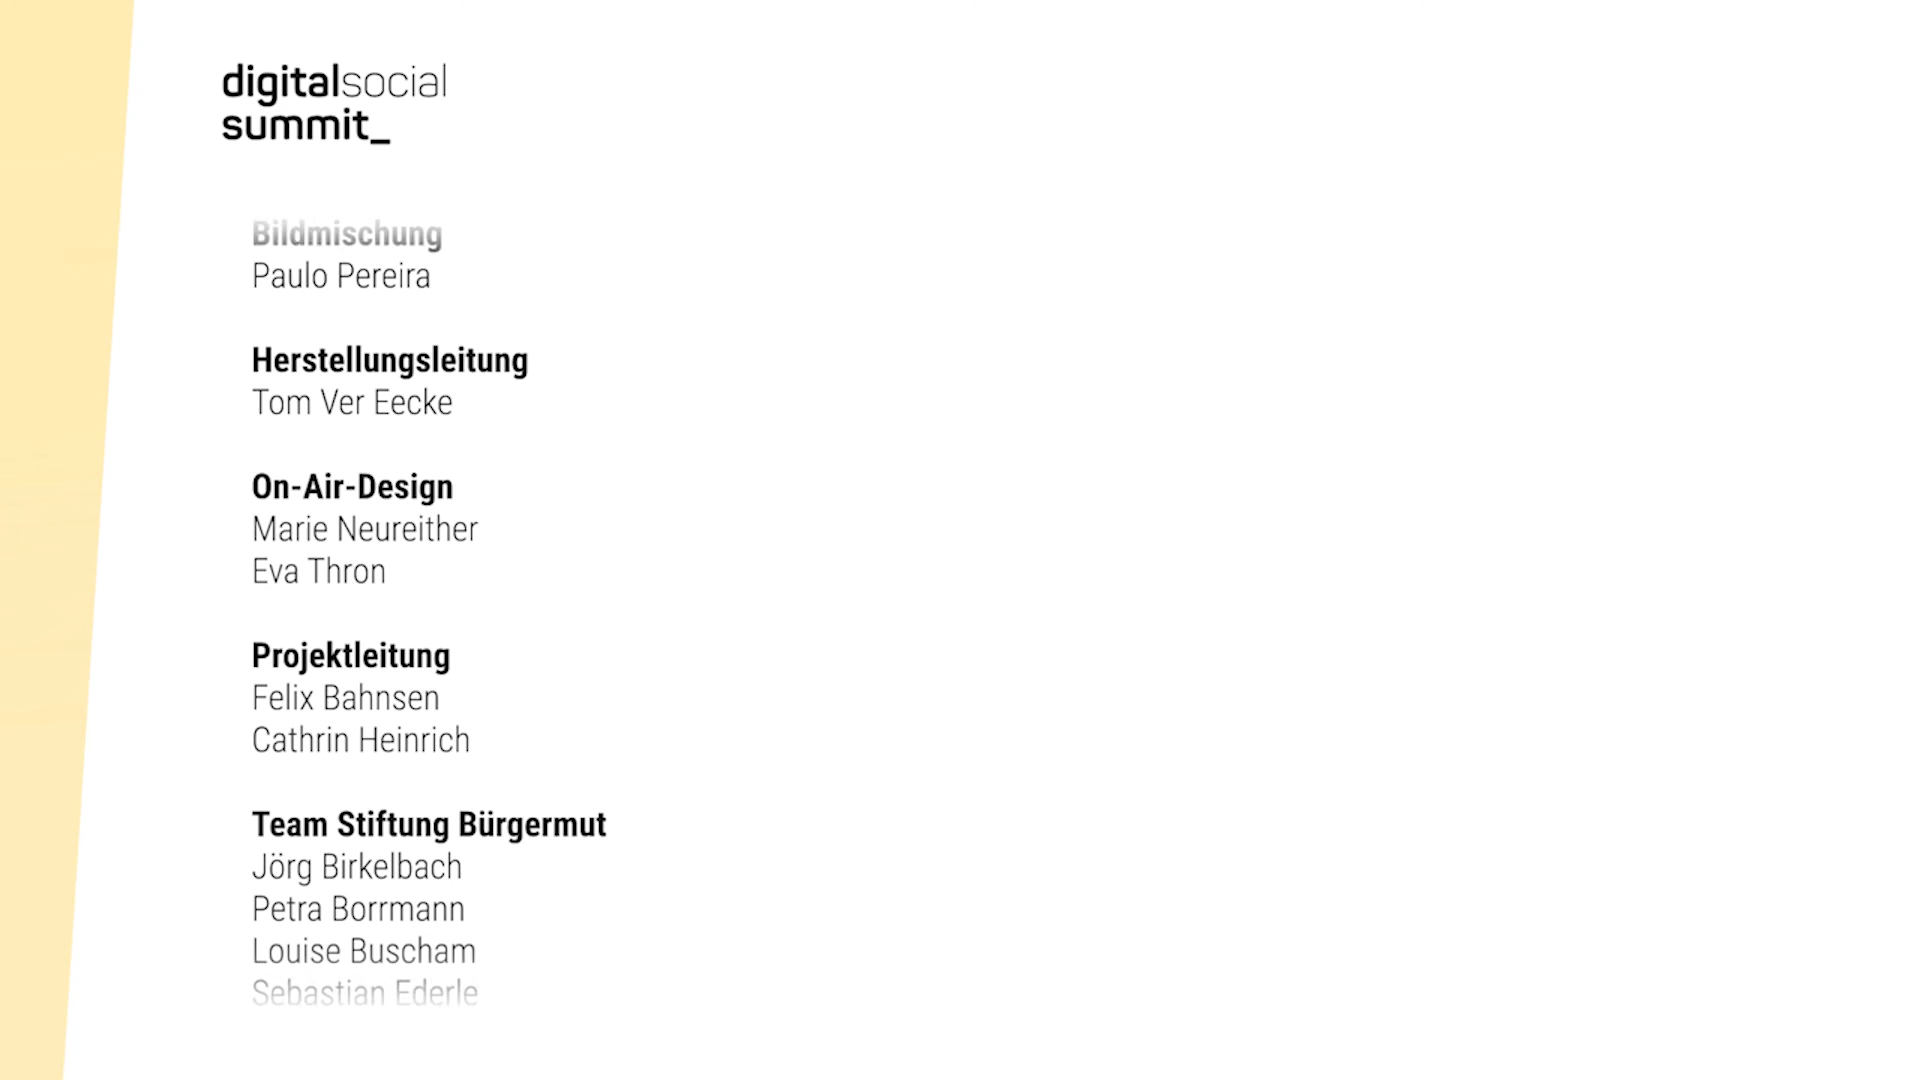 digitalsocial
summit_
Bildmischung
Paulo Pereira
Herstellungsleitung
Tom Ver Eecke
On-Air-Design
Marie Neureither
Eva Thron
Projektleitung
Felix Bahnsen
Cathrin Heinrich
Team Stiftung Bürgermut
Jörg Birkelbach
Petra Borrmann
Louise Buscham
Sebastian Ederle